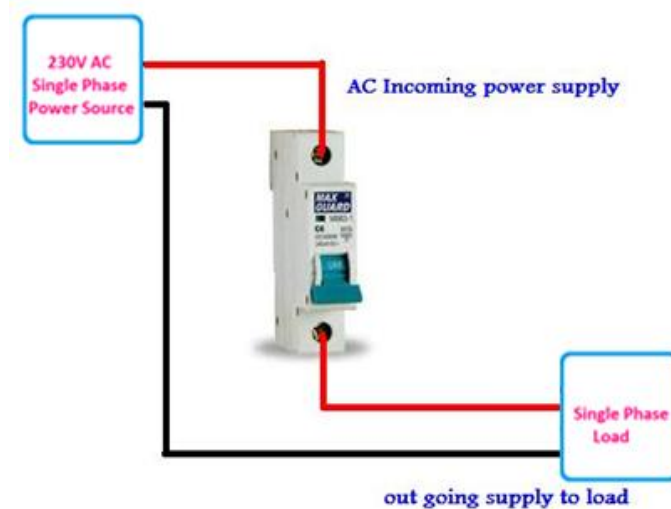 230V AC
Single Phase
Power Source
AC Incoming power supply
MAX
GUARD
C6
Single Phase
Load
out going supply to load